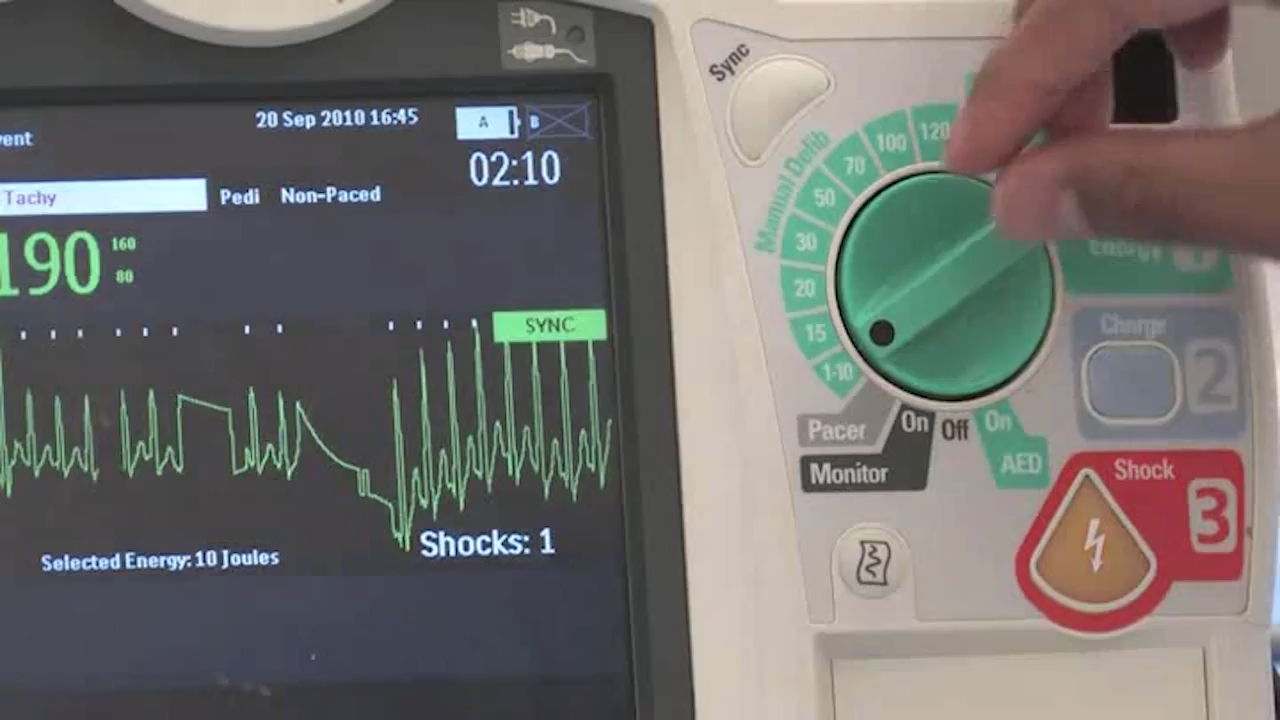 vent
20 Sep 2010 16:45
A
B
02:10
Tachy
Pedi
Non-Paced
190
160
80
SYNC
Shocks: 1
Selected Energy: 10 Joules
Sync
Manual Defib
1-10
15
20
30
50
70
100
120
Energy
1
Charge
2
Pacer
Monitor
On
Off
On
AED
Shock
3